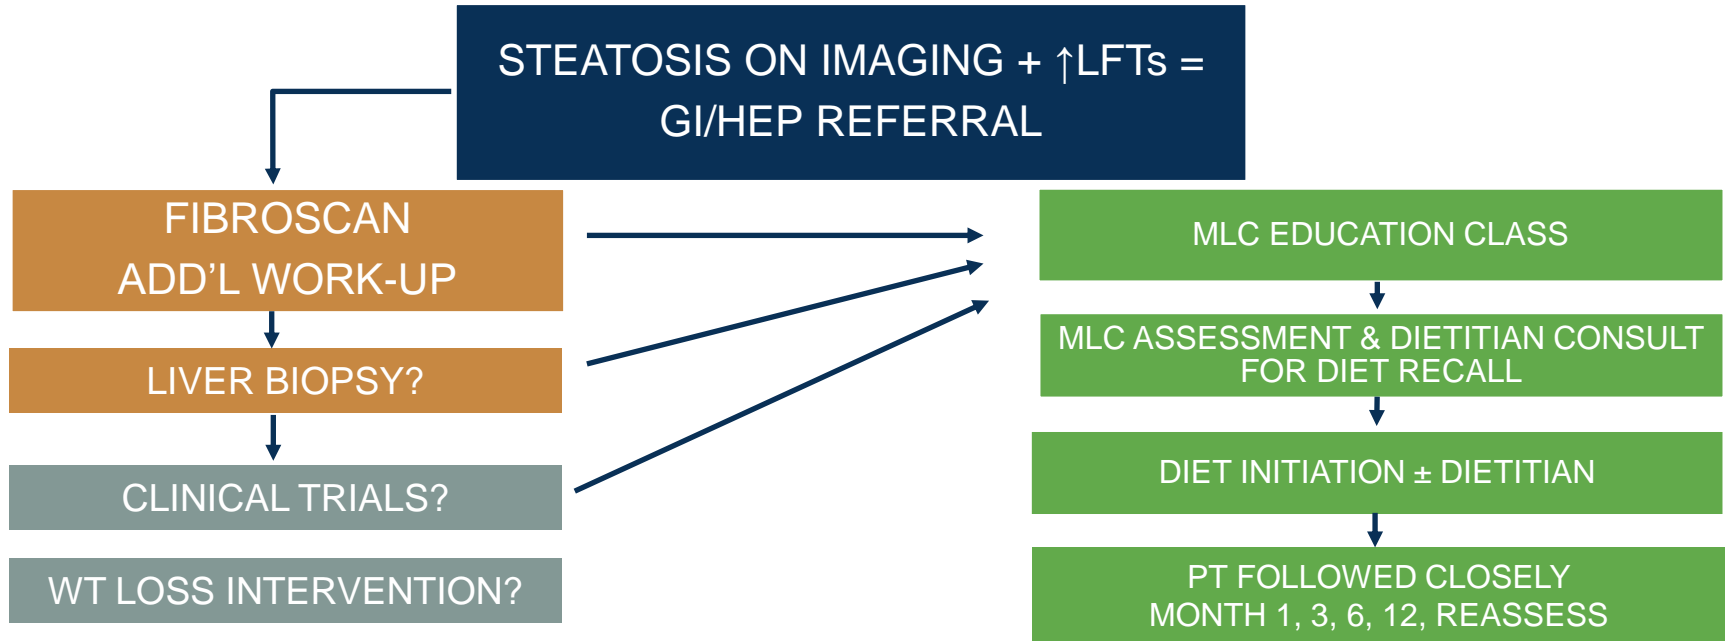 STEATOSIS ON IMAGING + ↑LFTs =
GI/HEP REFERRAL
FIBROSCAN
ADD'L WORK-UP
LIVER BIOPSY?
CLINICAL TRIALS?
WT LOSS INTERVENTION?
MLC EDUCATION CLASS
MLC ASSESSMENT & DIETITIAN CONSULT
FOR DIET RECALL
DIET INITIATION ± DIETITIAN
PT FOLLOWED CLOSELY
MONTH 1, 3, 6, 12, REASSESS